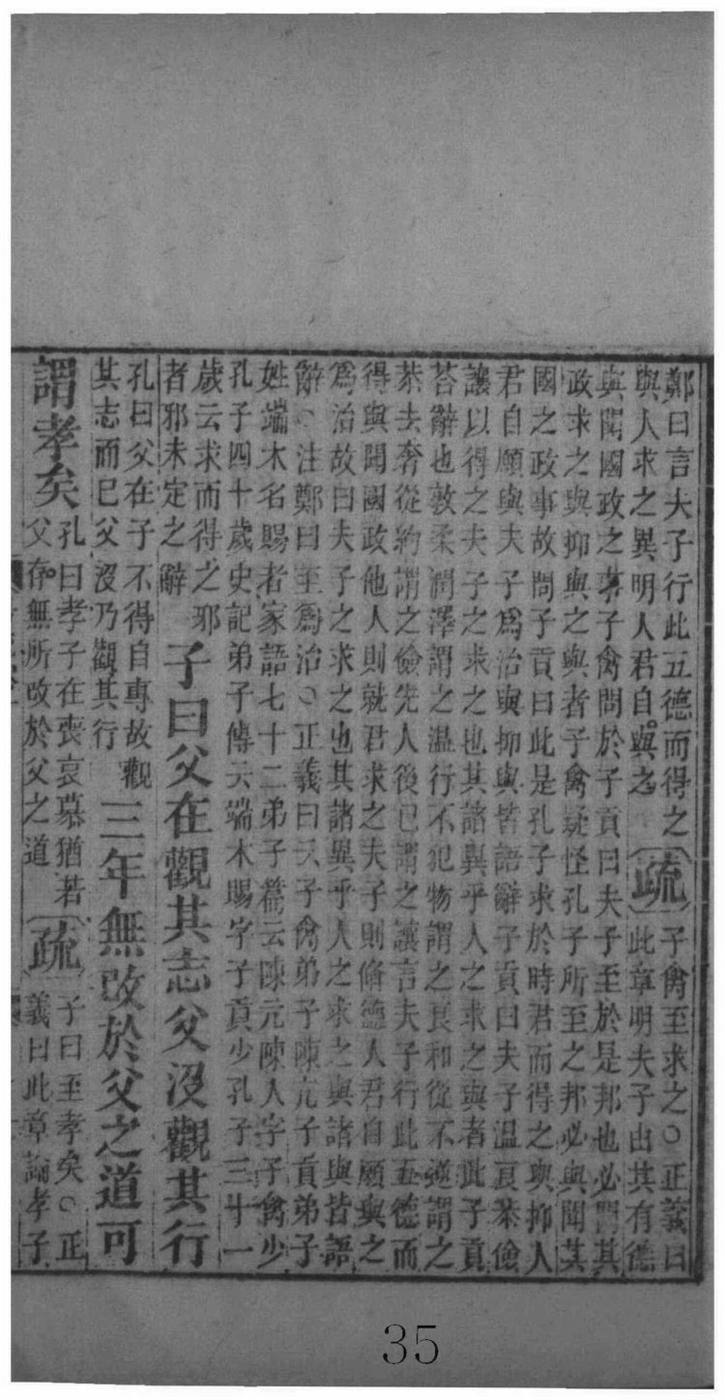 鄭曰言夫子行此五德而得之
與人求之異明人君自與之
疏
子禽至求之○正義曰
此章明夫子由其有德
與聞國政之事子禽問於子貢曰夫子至於是邦也必聞其
政求之與抑與之與者子禽疑怪孔子所至之邦必與聞其
國之政事故問子貢曰此是孔子求於時君而得之與抑人
君自願與夫子爲治與抑與皆語辭子貢曰夫子温良恭儉
讓以得之夫子之求之也其諸異乎人之求之與者此子貢
荅辭也敦柔潤澤謂之温行不犯物謂之良和從不逆謂之
恭去奢從約謂之儉先人後己謂之讓言夫子行此五德而
得與聞國政他人則就君求之夫子則脩德人君自願與之
爲治故曰夫子之求之也其諸異乎人之求之與諸與皆語
辭○注鄭曰至爲治○正義曰云子禽弟子陳亢子貢弟子
姓端木名賜者家語七十二弟子篇云陳亢陳人字子禽少
孔子四十歲史記弟子傳云端木賜字子貢少孔子三十一
歲云求而得之邪
者邪未定之辭
子曰父在觀其志父沒觀其行
孔曰父在子不得自專故觀
其志而已父沒乃觀其行
三年無改於父之道可
謂孝矣
孔曰孝子在喪哀慕猶若
父存無所改於父之道
疏
子曰至孝矣○正
義曰此章論孝子
35